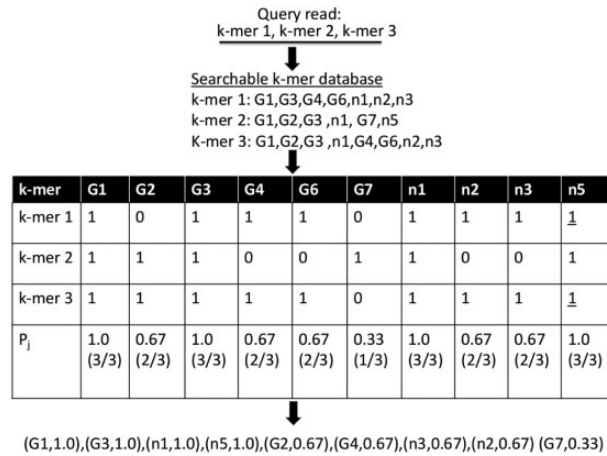 Query read:
k-mer 1, k-mer 2, k-mer 3
Searchable k-mer database
k-mer 1: G1,G3,G4,G6,n1,n2,n3
k-mer 2: G1,G2,G3 ,n1, G7,n5
K-mer 3: G1,G2,G3 ,n1,G4,G6,n2,n3
k-mer G1 G2 G3 G4 G6 G7 n1 n2 n3 n5
k-mer 1 1 0 1 1 1 0 1 1 1 1
k-mer 2 1 1 1 0 0 1 1 0 0 1
k-mer 3 1 1 1 1 1 0 1 1 1 1
Pj 1.0 0.67 1.0 0.67 0.67 0.33 1.0 0.67 0.67 1.0
(3/3) (2/3) (3/3) (2/3) (2/3) (1/3) (3/3) (2/3) (2/3) (3/3)
(G1,1.0),(G3,1.0),(n1,1.0),(n5,1.0),(G2,0.67),(G4,0.67),(n3,0.67),(n2,0.67) (G7,0.33)